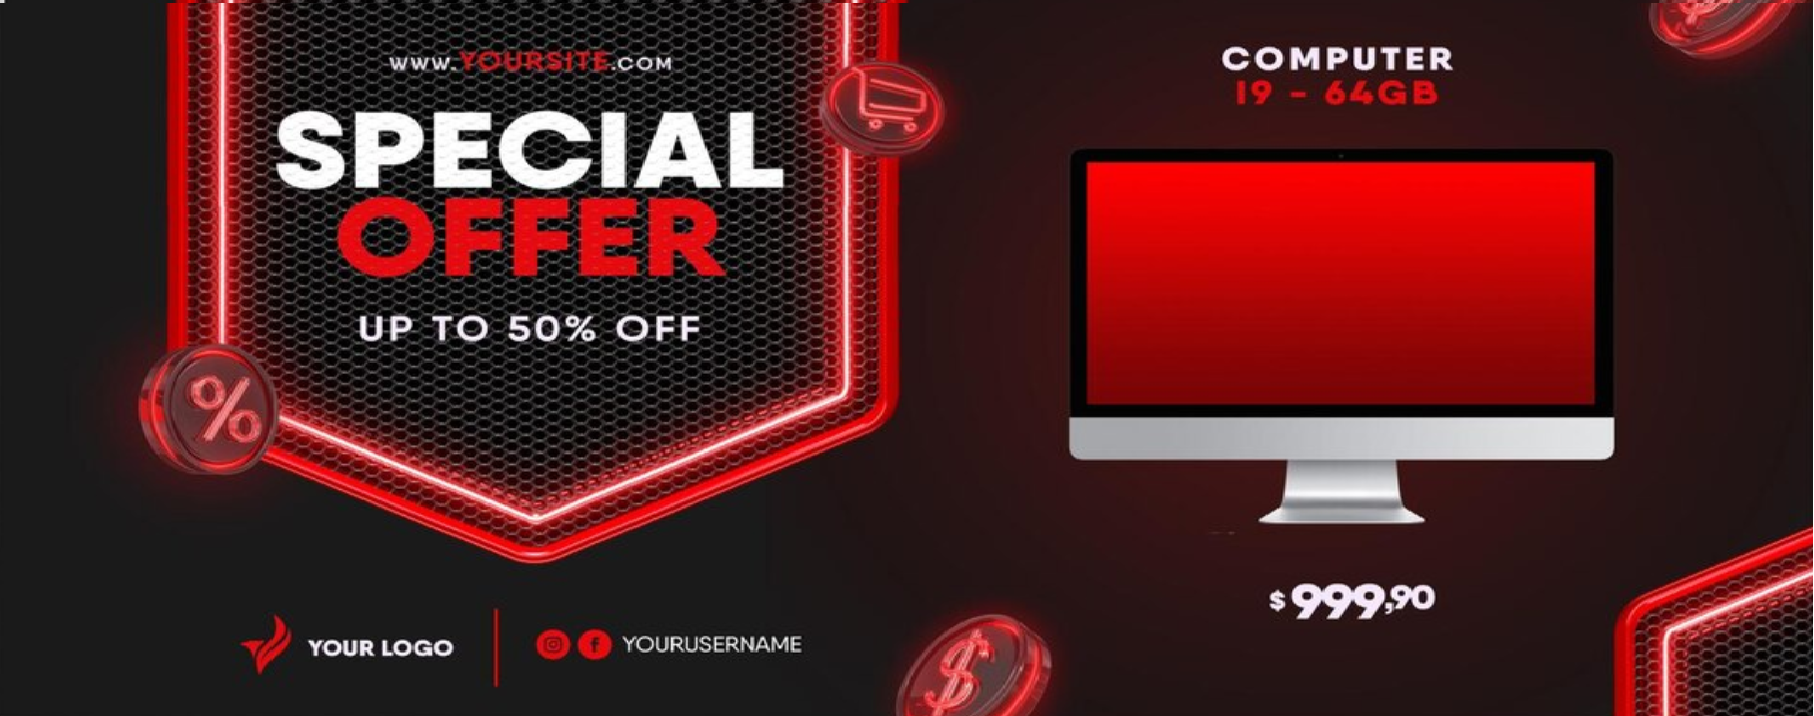 www.YOURSITE.COM
SPECIAL
OFFER
UP TO 50% OFF
%
YOUR LOGO
YOURUSERNAME
COMPUTER
I9 - 64GB
$999,90
$